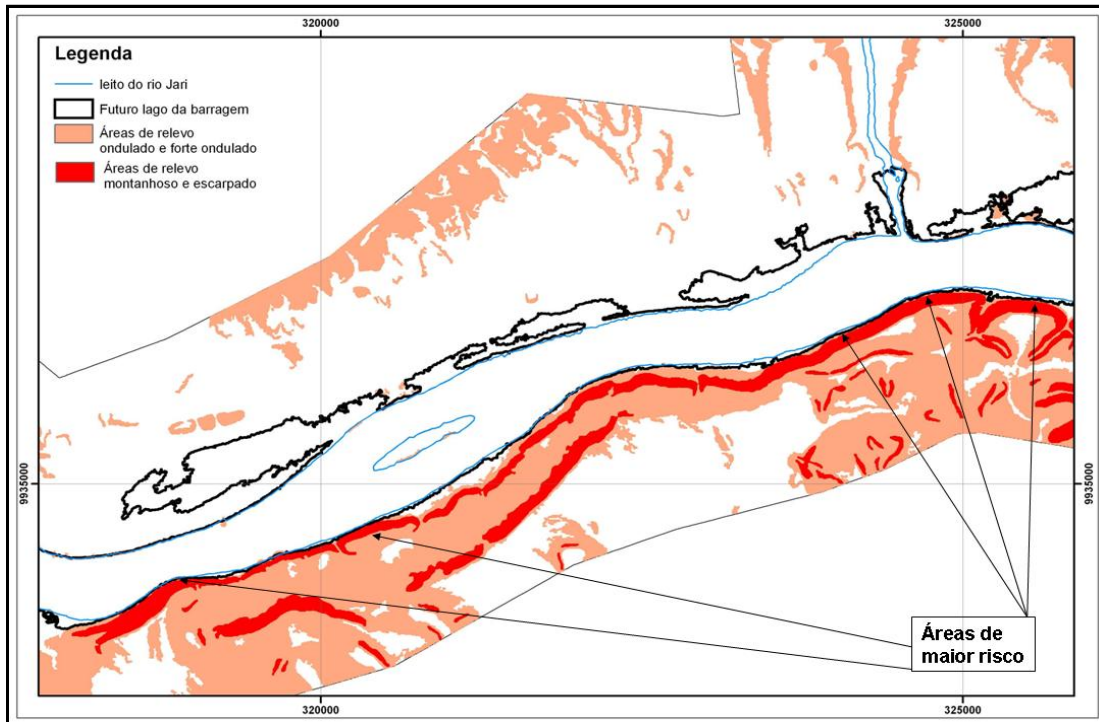 320000
325000
Legenda
leito do rio Jari
Futuro lago da barragem
Áreas de relevo
ondulado e forte ondulado
Áreas de relevo
montanhoso e escarpado
9935000
9935000
Áreas de
maior risco
320000
325000